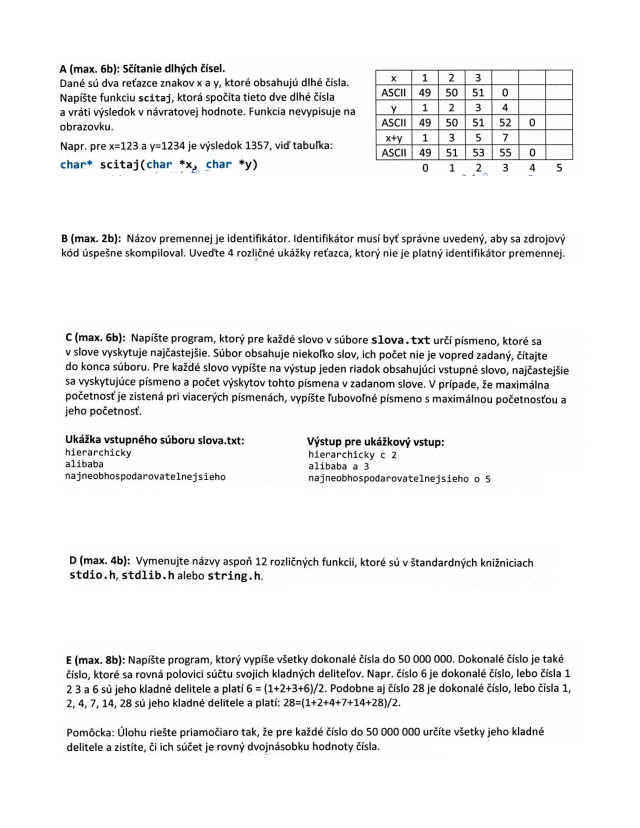 A (max. 6b): Sčítanie dlhých čísel.
Dané sú dva reťazce znakov x a y, ktoré obsahujú dlhé čísla.
Napíšte funkciu scitaj, ktorá spočíta tieto dve dlhé čísla
a vráti výsledok v návratovej hodnote. Funkcia nevypisuje na
obrazovku.
Napr. pre x=123 a y=1234 je výsledok 1357, viď tabuľka:
char* scitaj(char *x, char *y)
x 1 2 3
ASCII 49 50 51 0
y 1 2 3 4
ASCII 49 50 51 52 0
x+y 1 3 5 7
ASCII 49 51 53 55 0
0 1 2 3 4 5
B (max. 2b): Názov premennej je identifikátor. Identifikátor musí byť správne uvedený, aby sa zdrojový
kód úspešne skompiloval. Uveďte 4 rozličné ukážky reťazca, ktorý nie je platný identifikátor premennej.
C (max. 6b): Napíšte program, ktorý pre každé slovo v súbore slova.txt určí písmeno, ktoré sa
v slove vyskytuje najčastejšie. Súbor obsahuje niekoľko slov, ich počet nie je vopred zadaný, čítajte
do konca súboru. Pre každé slovo vypíšte na výstup jeden riadok obsahujúci vstupné slovo, najčastejšie
sa vyskytujúce písmeno a počet výskytov tohto písmena v zadanom slove. V prípade, že maximálna
početnosť je zistená pri viacerých písmenách, vypíšte ľubovoľné písmeno s maximálnou početnosťou a
jeho početnosť.
Ukážka vstupného súboru slova.txt:
hierarchicky
alibaba
najneobhospodarovatelnejsieho
Výstup pre ukážkový vstup:
hierarchicky c 2
alibaba a 3
najneobhospodarovatelnejsieho o 5
D (max. 4b): Vymenujte názvy aspoň 12 rozličných funkcií, ktoré sú v štandardných knižniciach
stdio.h, stdlib.h alebo string.h.
E (max. 8b): Napíšte program, ktorý vypíše všetky dokonalé čísla do 50 000 000. Dokonalé číslo je také
číslo, ktoré sa rovná polovici súčtu svojich kladných deliteľov. Napr. číslo 6 je dokonalé číslo, lebo čísla 1
2 3 a 6 sú jeho kladné delitele a platí 6 = (1+2+3+6)/2. Podobne aj číslo 28 je dokonalé číslo, lebo čísla 1,
2, 4, 7, 14, 28 sú jeho kladné delitele a platí: 28=(1+2+4+7+14+28)/2.
Pomôcka: Úlohu riešte priamočiaro tak, že pre každé číslo do 50 000 000 určíte všetky jeho kladné
delitele a zistíte, či ich súčet je rovný dvojnásobku hodnoty čísla.